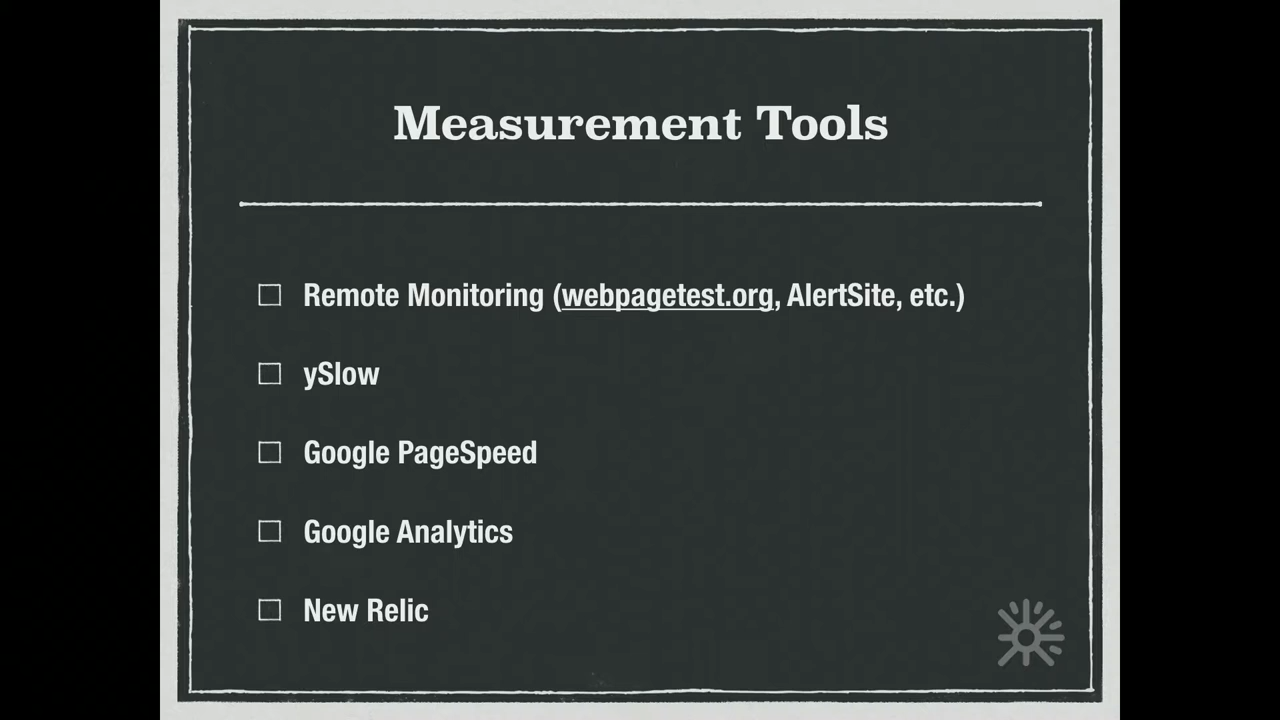 Measurement Tools
Remote Monitoring (webpagetest.org, AlertSite, etc.)
ySlow
Google PageSpeed
Google Analytics
New Relic